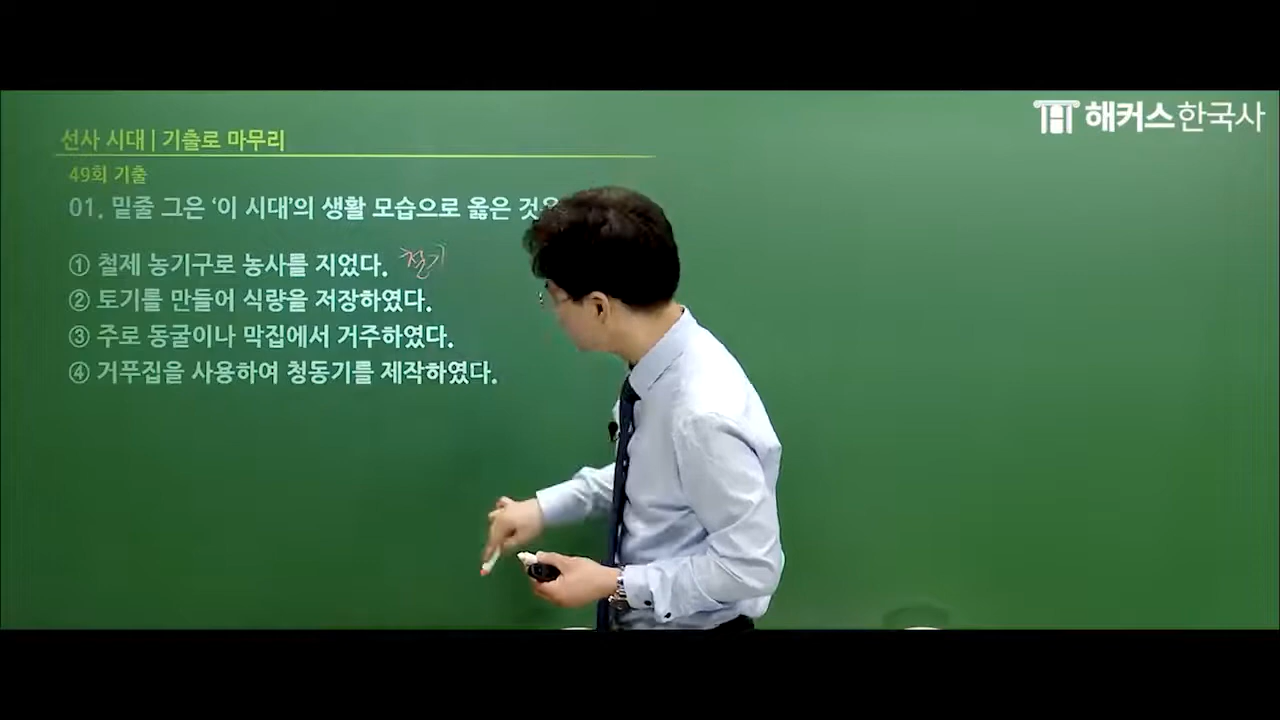 해커스한국사
선사 시대 | 기출로 마무리
49회 기출
01. 밑줄 그은 ‘이 시대’의 생활 모습으로 옳은 것은
① 철제 농기구로 농사를 지었다. 철기
② 토기를 만들어 식량을 저장하였다.
③ 주로 동굴이나 막집에서 거주하였다.
④ 거푸집을 사용하여 청동기를 제작하였다.